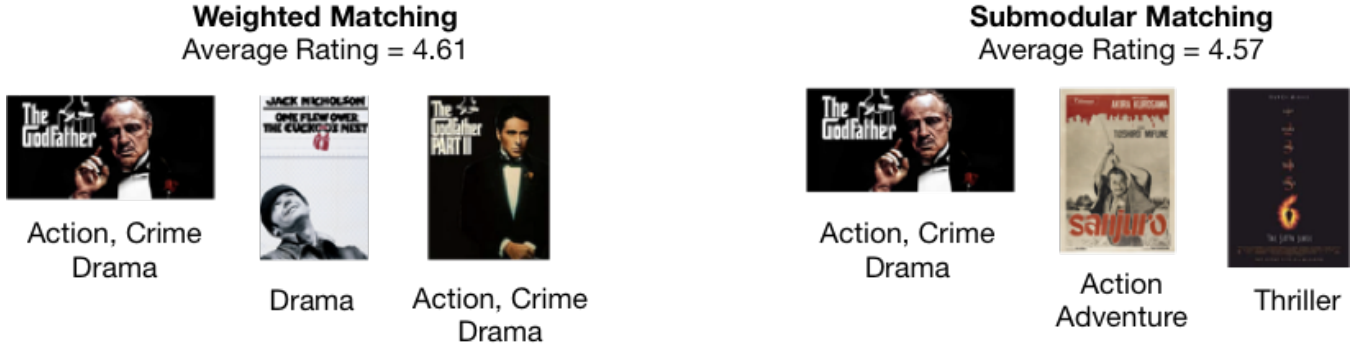 Weighted Matching
Average Rating = 4.61
The
Godfather
Action, Crime
Drama
JACK NICHOLSON
ONE FLEW OVER
THE CUCKOO'S NEST
Drama
The
Godfather
PART II
Action, Crime
Drama
Submodular Matching
Average Rating = 4.57
The
Godfather
Action, Crime
Drama
AKIRA KUROSAWA
TOSHIRO MIFUNE
sanjuro
Action
Adventure
6
Thriller